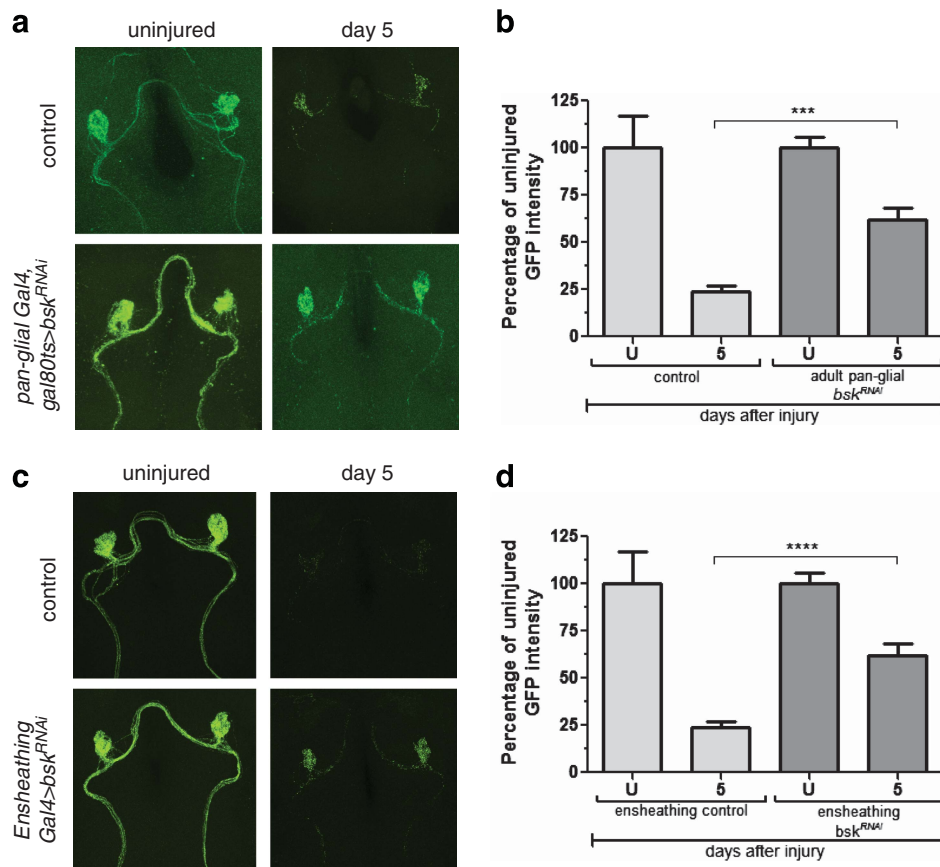 a
uninjured
day 5
control
pan-glial Gal4,
gal80ts>bsk^RNAi
b
Percentage of uninjured
GFP intensity
125
100
75
50
25
0
***
U
5
U
5
control
adult pan-glial
bsk^RNAi
days after injury
c
uninjured
day 5
control
Ensheathing
Gal4>bsk^RNAi
d
Percentage of uninjured
GFP intensity
125
100
75
50
25
0
****
U
5
U
5
ensheathing control
ensheathing
bsk^RNAi
days after injury